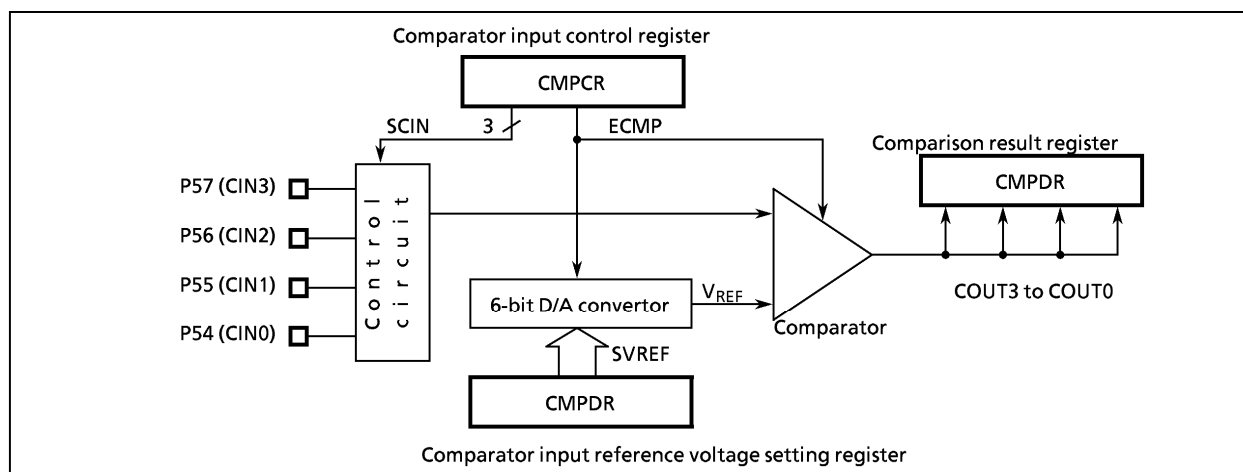 Comparator input control register
CMPCR
SCIN
3
ECMP
Comparison result register
CMPDR
P57 (CIN3)
P56 (CIN2)
P55 (CIN1)
P54 (CIN0)
Control
circuit
6-bit D/A convertor
VREF
Comparator
COUT3 to COUT0
SVREF
CMPDR
Comparator input reference voltage setting register